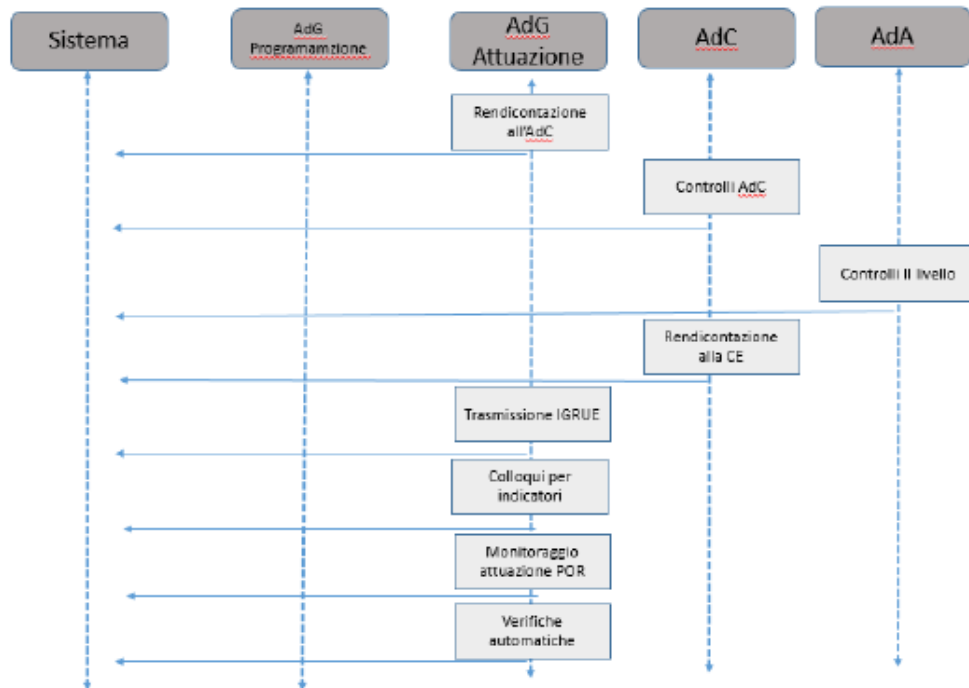 Sistema
AdG
Programamzione
AdG
Attuazione
AdC
AdA
Rendicontazione
all'AdC
Controlli AdC
Controlli II livello
Rendicontazione
alla CE
Trasmissione IGRUE
Colloqui per
indicatori
Monitoraggio
attuazione POR
Verifiche
automatiche